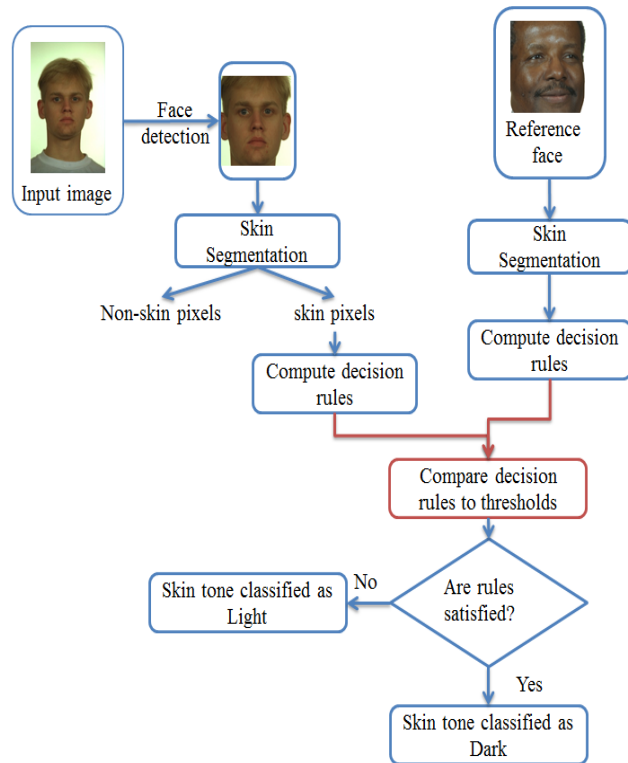 Input image
Face
detection
Reference
face
Skin
Segmentation
Skin
Segmentation
Non-skin pixels
skin pixels
Compute decision
rules
Compute decision
rules
Compare decision
rules to thresholds
Are rules
satisfied?
No
Skin tone classified as
Light
Yes
Skin tone classified as
Dark